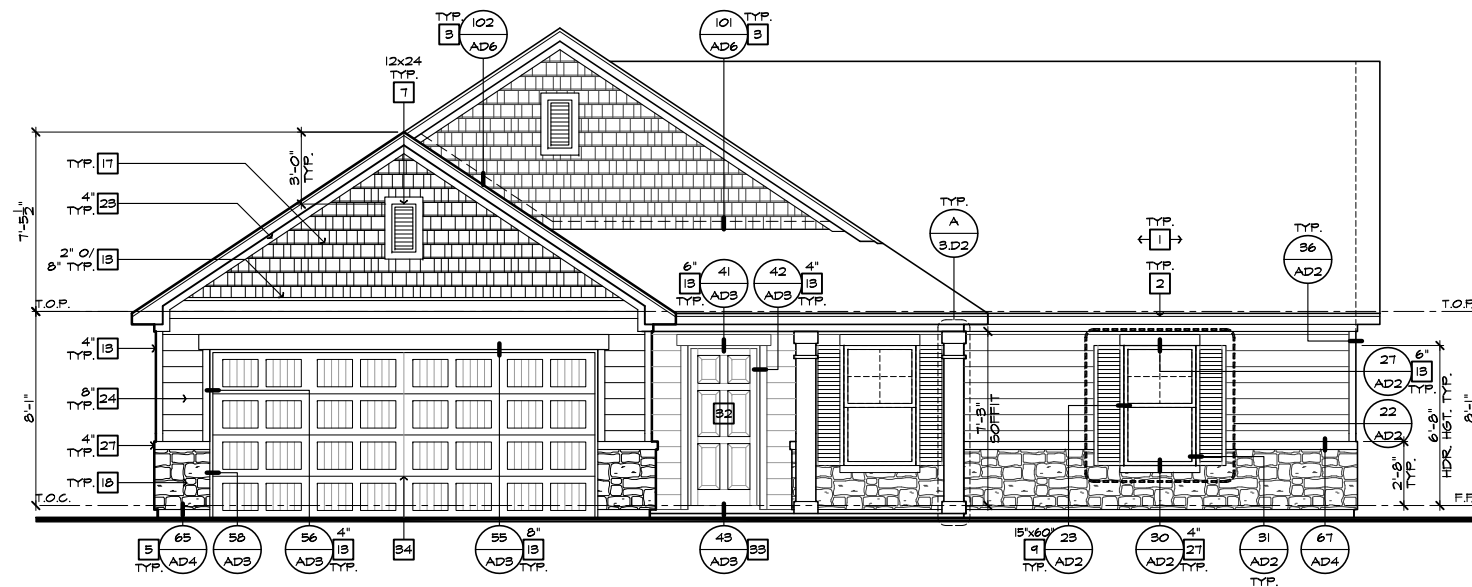 TYP.
3
102
AD6
101
AD6
TYP.
3
12x24
TYP.
7
TYP. 17
4"
TYP. 23
2" O/
8" TYP. 13
7'-5½"
3'-0"
TYP.
TYP.
A
3.D2
TYP.
1
TYP.
2
TYP.
36
AD2
T.O.P.
6"
13
TYP.
41
AD3
42
AD3
4"
13
TYP.
4"
TYP. 13
8"
TYP. 24
4"
TYP. 27
TYP. 18
8'-1"
T.O.C.
32
7'-3"
SOFFIT
27
AD2
6"
13
TYP.
22
AD2
2'-8"
TYP.
6'-8"
HDR. HGT. TYP.
8'-1"
5
TYP.
65
AD4
58
AD3
56
AD3
4"
13
TYP.
34
55
AD3
8"
13
TYP.
43
AD3
33
15"x60"
9
TYP.
23
AD2
30
AD2
4"
27
TYP.
31
AD2
TYP.
67
AD4